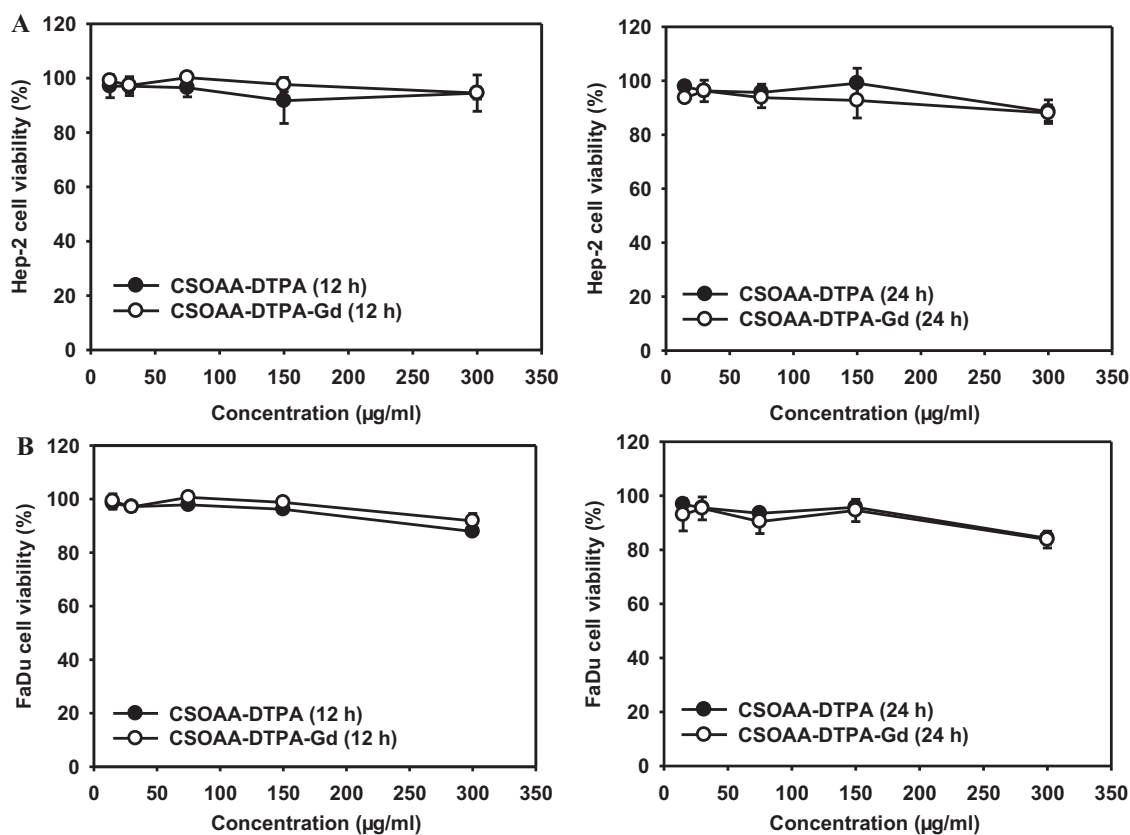 A
120
100
80
60
40
20
0
Hep-2 cell viability (%)
CSOAA-DTPA (12 h)
CSOAA-DTPA-Gd (12 h)
0 50 100 150 200 250 300 350
Concentration (µg/ml)
120
100
80
60
40
20
0
Hep-2 cell viability (%)
CSOAA-DTPA (24 h)
CSOAA-DTPA-Gd (24 h)
0 50 100 150 200 250 300 350
Concentration (µg/ml)
B
120
100
80
60
40
20
0
FaDu cell viability (%)
CSOAA-DTPA (12 h)
CSOAA-DTPA-Gd (12 h)
0 50 100 150 200 250 300 350
Concentration (µg/ml)
120
100
80
60
40
20
0
FaDu cell viability (%)
CSOAA-DTPA (24 h)
CSOAA-DTPA-Gd (24 h)
0 50 100 150 200 250 300 350
Concentration (µg/ml)